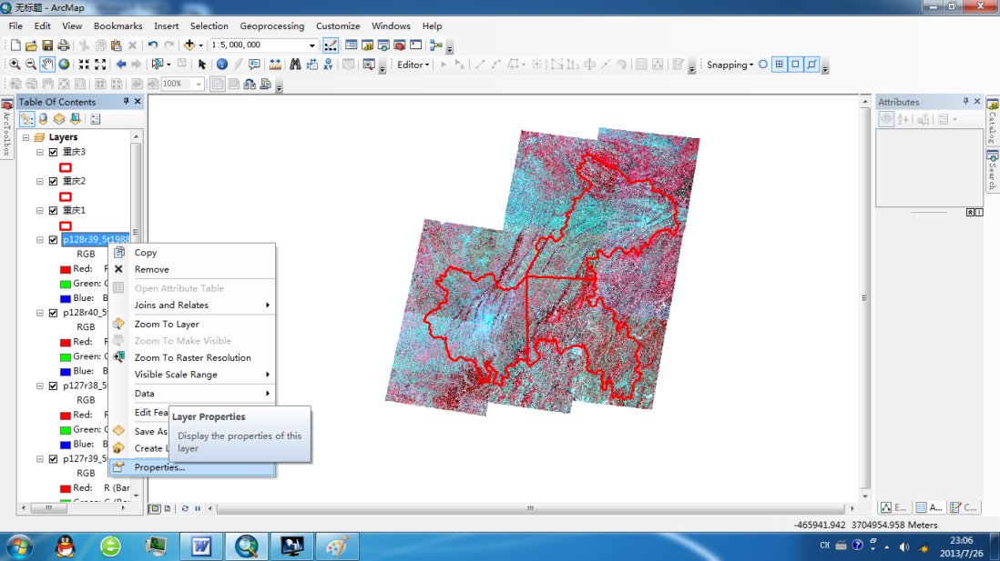 无标题 - ArcMap
File Edit View Bookmarks Insert Selection Geoprocessing Customize Windows Help
1:5,000,000
Editor Snapping
100%
Table Of Contents
Attributes
ArcToolbox
Catalog
Search
Layers
重庆3
重庆2
重庆1
p128r39_5t1988
RGB
Red: R
Green: G
Blue: B
p128r40_5
RGB
Red: R
Green: G
Blue: B
p127r38_5
RGB
Red: R
Green: G
Blue: B
p127r39_5
RGB
Red: R (Bar
Copy
Remove
Open Attribute Table
Joins and Relates
Zoom To Layer
Zoom To Make Visible
Zoom To Raster Resolution
Visible Scale Range
Data
Edit Fea
Save As
Create L
Properties...
Layer Properties
Display the properties of this
layer
E... A... C...
-465941.942 3704954.958 Meters
CH
23:06
2013/7/26